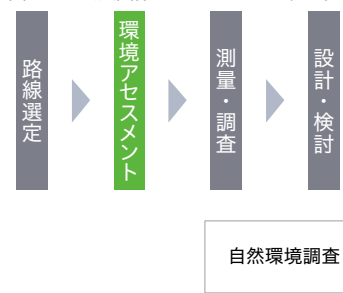 路線選定
環境アセスメント
測量・調査
設計・検討
自然環境調査